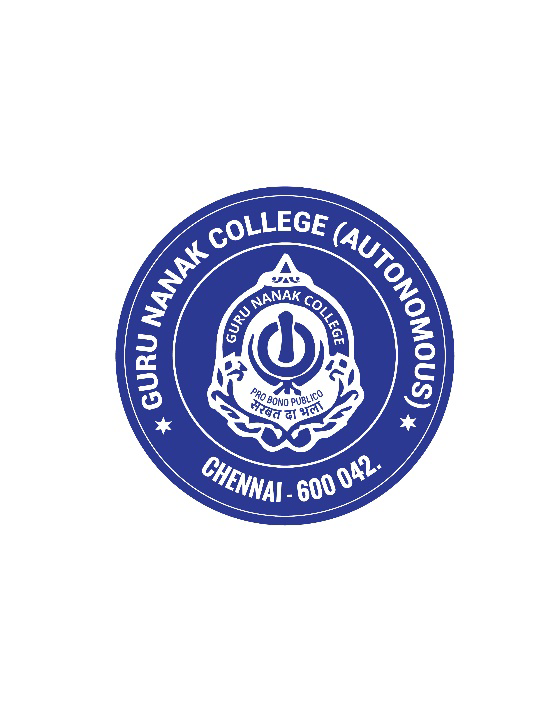 GURU NANAK COLLEGE (AUTONOMOUS)
GURU NANAK COLLEGE
PRO BONO PUBLICO
सरबत दा भला
CHENNAI - 600 042.